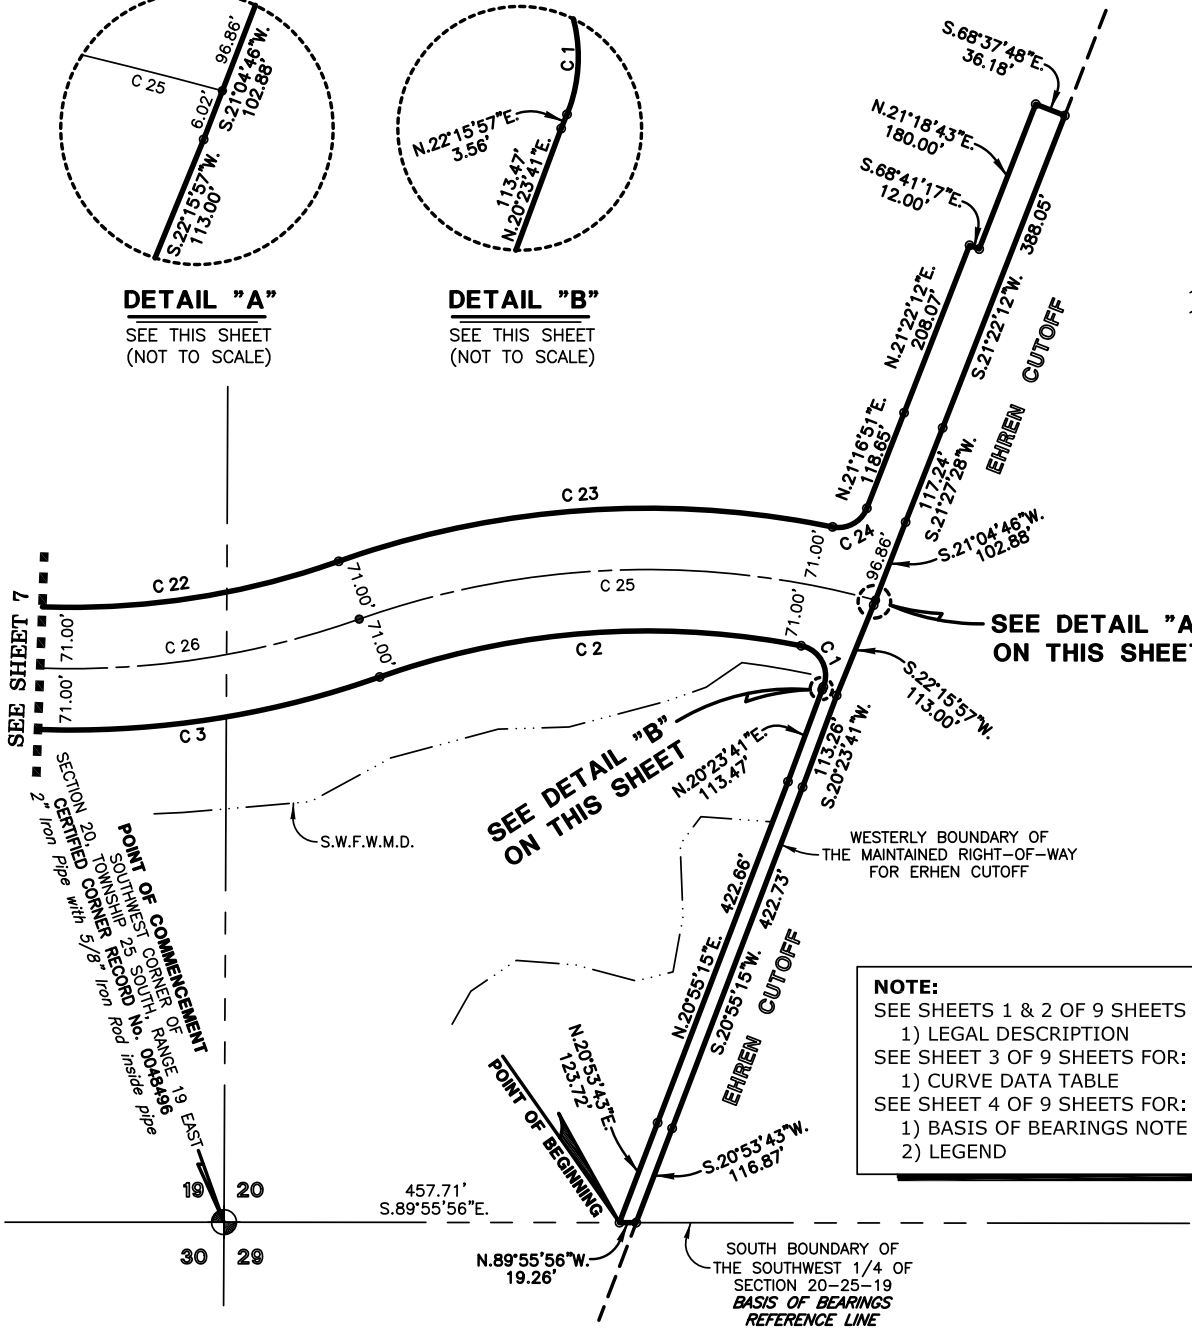 C 25
96.86'
S.21°04'46"W.
102.88'
6.02'
S.22°15'57"W.
113.00'
DETAIL "A"
SEE THIS SHEET
(NOT TO SCALE)
C 1
N.22°15'57"E.
3.56'
113.47'
N.20°23'41"E.
DETAIL "B"
SEE THIS SHEET
(NOT TO SCALE)
S.68°37'48"E.
36.18'
N.21°18'43"E.
180.00'
S.68°41'17"E.
12.00'
388.05'
S.21°22'12"W.
N.21°22'12"E.
208.07'
EHREN CUTOFF
N.21°16'51"E.
118.65'
117.24'
S.21°27'28"W.
S.21°04'46"W.
102.88'
96.86'
C 24
C 23
71.00'
C 22
71.00'
C 25
SEE SHEET 7
71.00'
C 26
71.00'
71.00'
71.00'
C 2
C 1
C 3
SEE DETAIL "A
ON THIS SHEET
S.22°15'57"W.
113.00'
SEE DETAIL "B"
ON THIS SHEET
N.20°23'41"E.
113.47'
113.26'
S.20°23'41"W.
S.W.F.W.M.D.
WESTERLY BOUNDARY OF
THE MAINTAINED RIGHT-OF-WAY
FOR ERHEN CUTOFF
POINT OF COMMENCEMENT
SOUTHWEST CORNER OF
SECTION 20, TOWNSHIP 25 SOUTH, RANGE 19 EAST
CERTIFIED CORNER RECORD No. 0048496
2" Iron Pipe with 5/8" Iron Rod inside pipe
N.20°55'15"E. 422.66'
S.20°55'15"W. 422.73'
EHREN CUTOFF
NOTE:
SEE SHEETS 1 & 2 OF 9 SHEETS
1) LEGAL DESCRIPTION
SEE SHEET 3 OF 9 SHEETS FOR:
1) CURVE DATA TABLE
SEE SHEET 4 OF 9 SHEETS FOR:
1) BASIS OF BEARINGS NOTE
2) LEGEND
N.20°53'43"E.
123.72'
POINT OF BEGINNING
S.20°53'43"W.
116.87'
19 20
30 29
457.71'
S.89°55'56"E.
N.89°55'56"W.
19.26'
SOUTH BOUNDARY OF
THE SOUTHWEST 1/4 OF
SECTION 20-25-19
BASIS OF BEARINGS
REFERENCE LINE